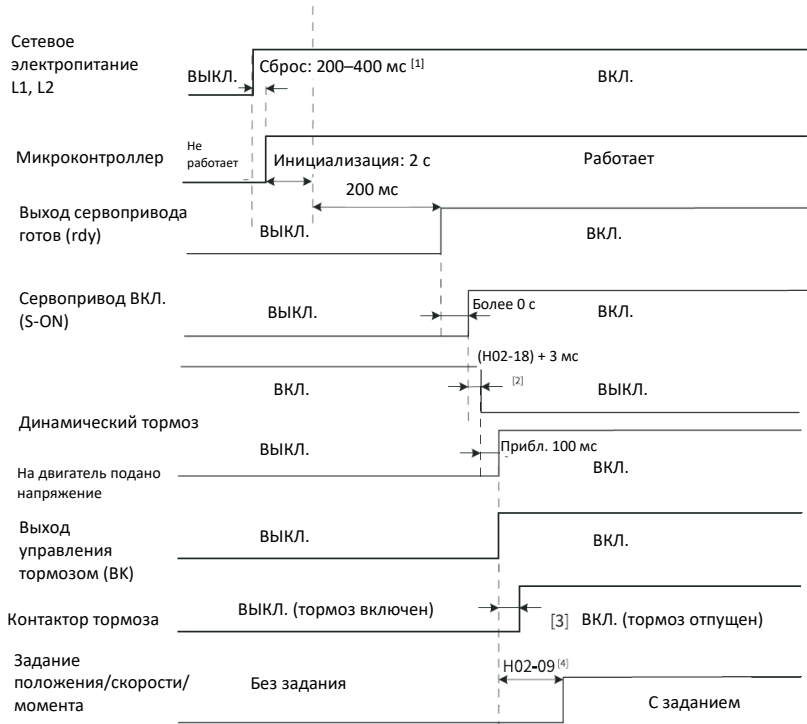 Сетевое
электропитание
L1, L2
ВЫКЛ.
Сброс: 200–400 мс [1]
ВКЛ.
Микроконтроллер
Не
работает
Инициализация: 2 с
Работает
200 мс
Выход сервопривода
готов (rdy)
ВЫКЛ.
ВКЛ.
Сервопривод ВКЛ.
(S-ON)
ВЫКЛ.
Более 0 с
ВКЛ.
(H02-18) + 3 мс
[2]
ВКЛ.
ВЫКЛ.
Динамический тормоз
ВЫКЛ.
Прибл. 100 мс
ВКЛ.
На двигатель подано
напряжение
Выход
управления
тормозом (BK)
ВЫКЛ.
ВКЛ.
Контактор тормоза
ВЫКЛ. (тормоз включен)
[3] ВКЛ. (тормоз отпущен)
Задание
положения/скорости/
момента
Без задания
H02-09 [4]
С заданием